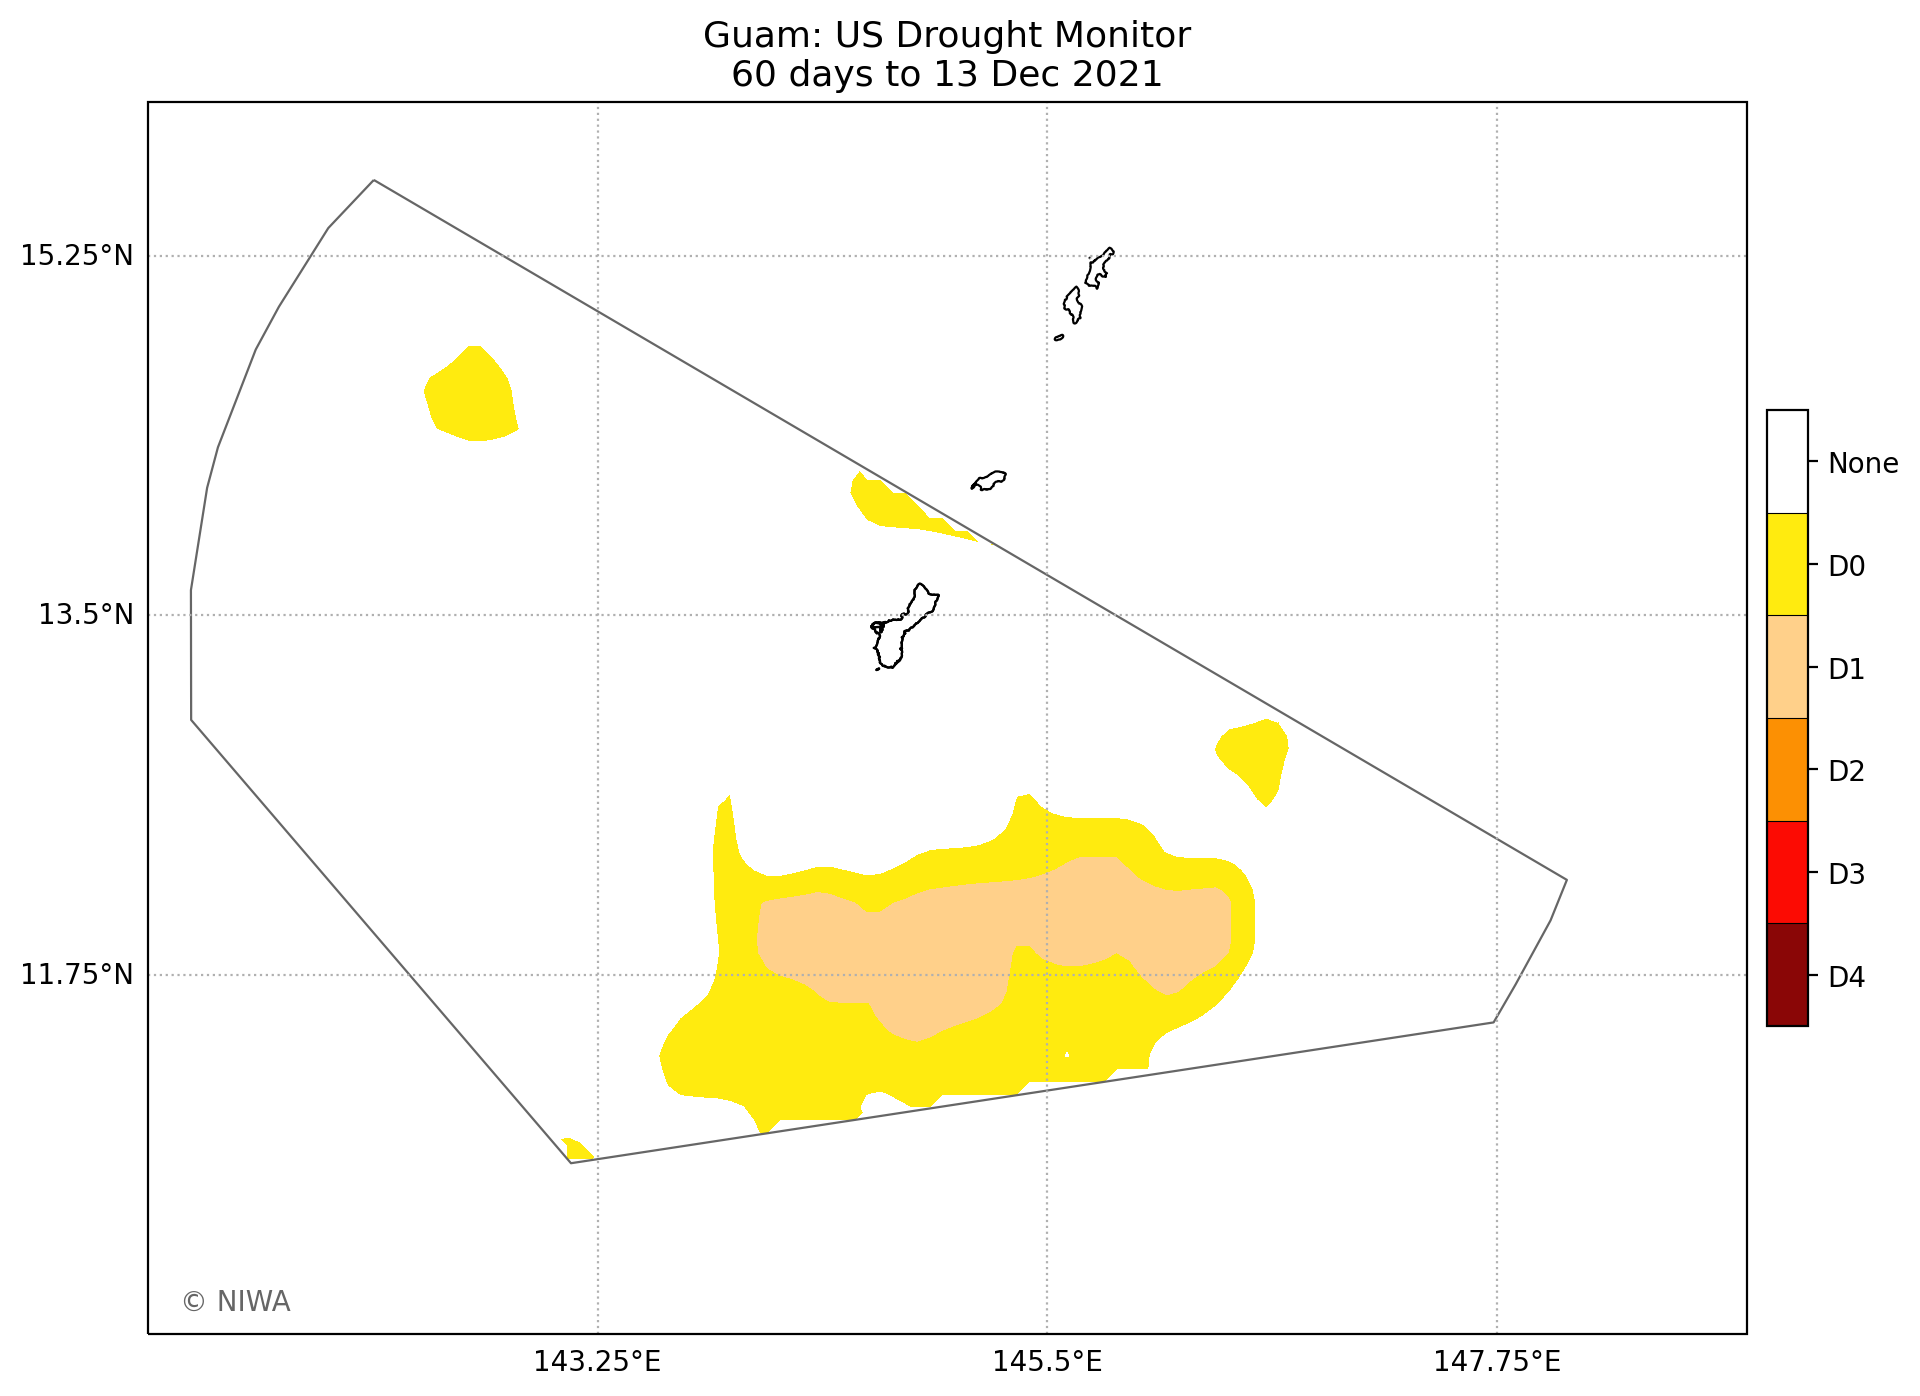 Guam: US Drought Monitor
60 days to 13 Dec 2021
15.25°N
13.5°N
11.75°N
143.25°E
145.5°E
147.75°E
None
D0
D1
D2
D3
D4
© NIWA